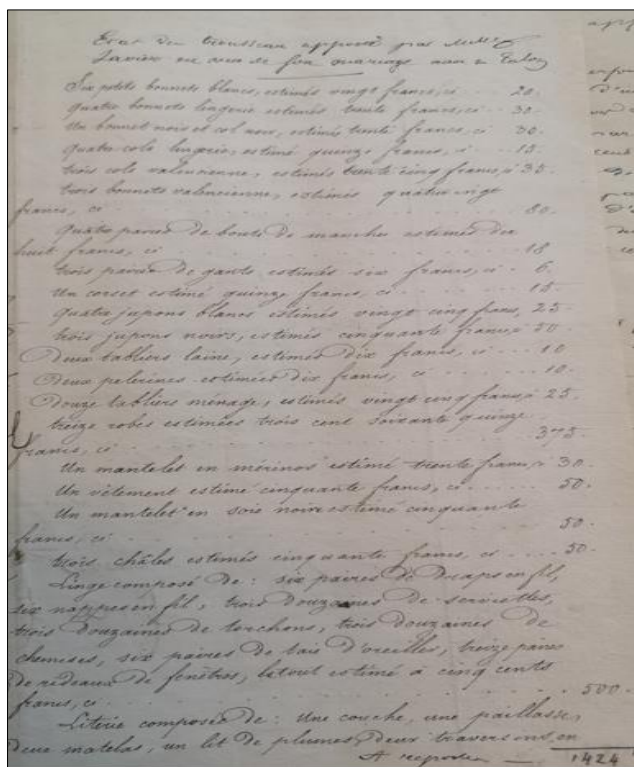 Etat du trousseau apporté par Mme
Xavier en vue de son mariage avec
Six petits bonnets blancs, estimés vingt francs, ci .. 20.
quatre bonnets lingerie estimés trente francs, ci .. 30.
Un bonnet noir et col noir, estimés trente francs, ci 30.
quatre cols lingerie, estimé quinze francs, ci .. 15.
trois cols valencienne, estimés trente cinq francs, ci 35.
trois bonnets valencienne, estimés quatre vingt
francs, ci . . . . . . . . . . 80.
quatre paires de bouts de manches estimés dix
huit francs, ci . . . . . . . . . . 18
trois paires de gants estimés six francs, ci .. 6.
Un corset estimé quinze francs, ci . . . . 15.
quatre jupons blancs estimés vingt cinq francs, 25.
trois jupons noirs, estimés cinquante francs, ci 50.
Deux tabliers laine, estimés dix francs, ci ... 10
Deux pelerines estimées dix francs, ci .... 10.
Douze tabliers ménage, estimés vingt cinq francs, ci 25.
treize robes estimées trois cent soixante quinze
francs, ci . . . . . . . . . . 375.
Un mantelet en mérinos estimé trente francs, ci 30.
Un vêtement estimé cinquante francs, ci ... 50.
Un mantelet en soie noire estimé cinquante
francs, ci . . . . . . . . . . 50.
trois châles estimés cinquante francs, ci .... 50.
Linge composé de : six paires de draps en fil,
six nappes en fil, trois douzaines de serviettes,
trois douzaines de torchons, trois douzaines de
chemises, six paires de taies d'oreilles, treize paires
de rideaux de fenêtres, le tout estimé à cinq cents
francs, ci . . . . . . . . . . 500.
Literie composée de : Une couche, une paillasse,
deux matelas, un lit de plumes, deux traversins, en
A reporter — 1424